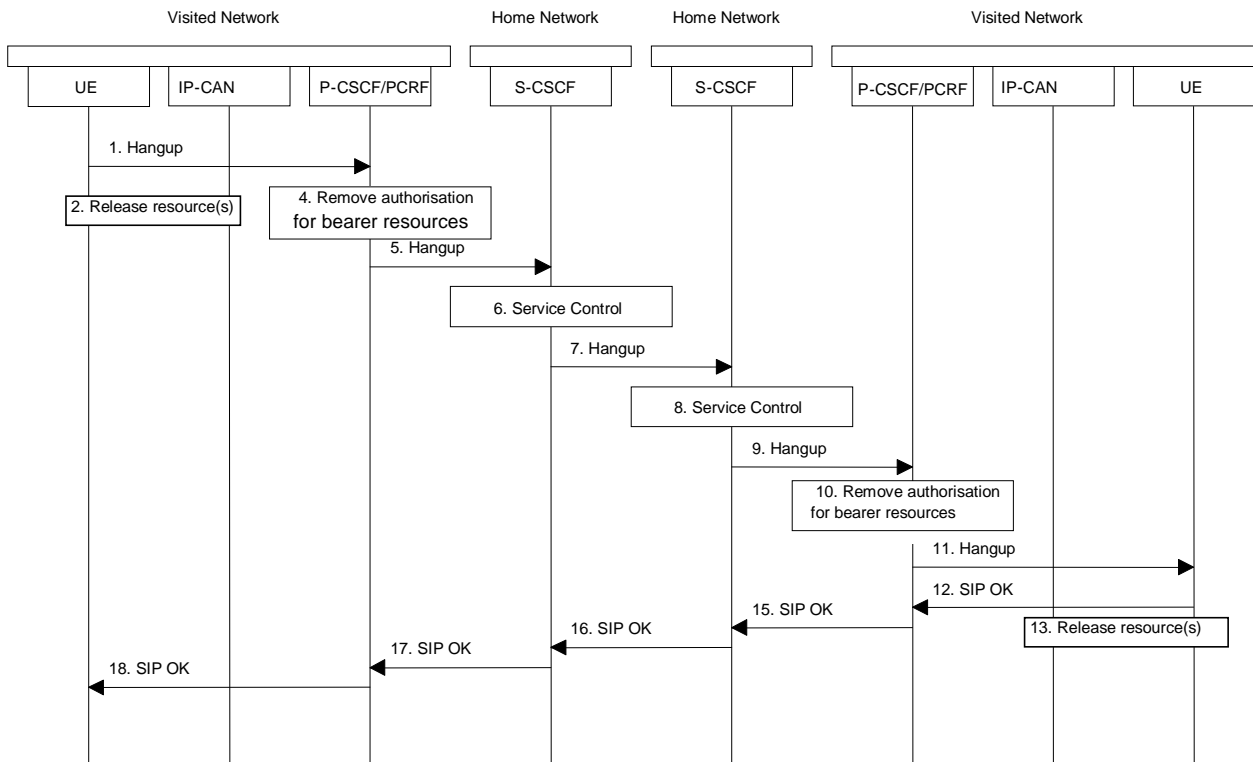 Visited Network
Home Network
Home Network
Visited Network
UE
IP-CAN
P-CSCF/PCRF
S-CSCF
S-CSCF
P-CSCF/PCRF
IP-CAN
UE
1. Hangup
2. Release resource(s)
4. Remove authorisation
for bearer resources
5. Hangup
6. Service Control
7. Hangup
8. Service Control
9. Hangup
10. Remove authorisation
for bearer resources
11. Hangup
12. SIP OK
13. Release resource(s)
15. SIP OK
16. SIP OK
17. SIP OK
18. SIP OK